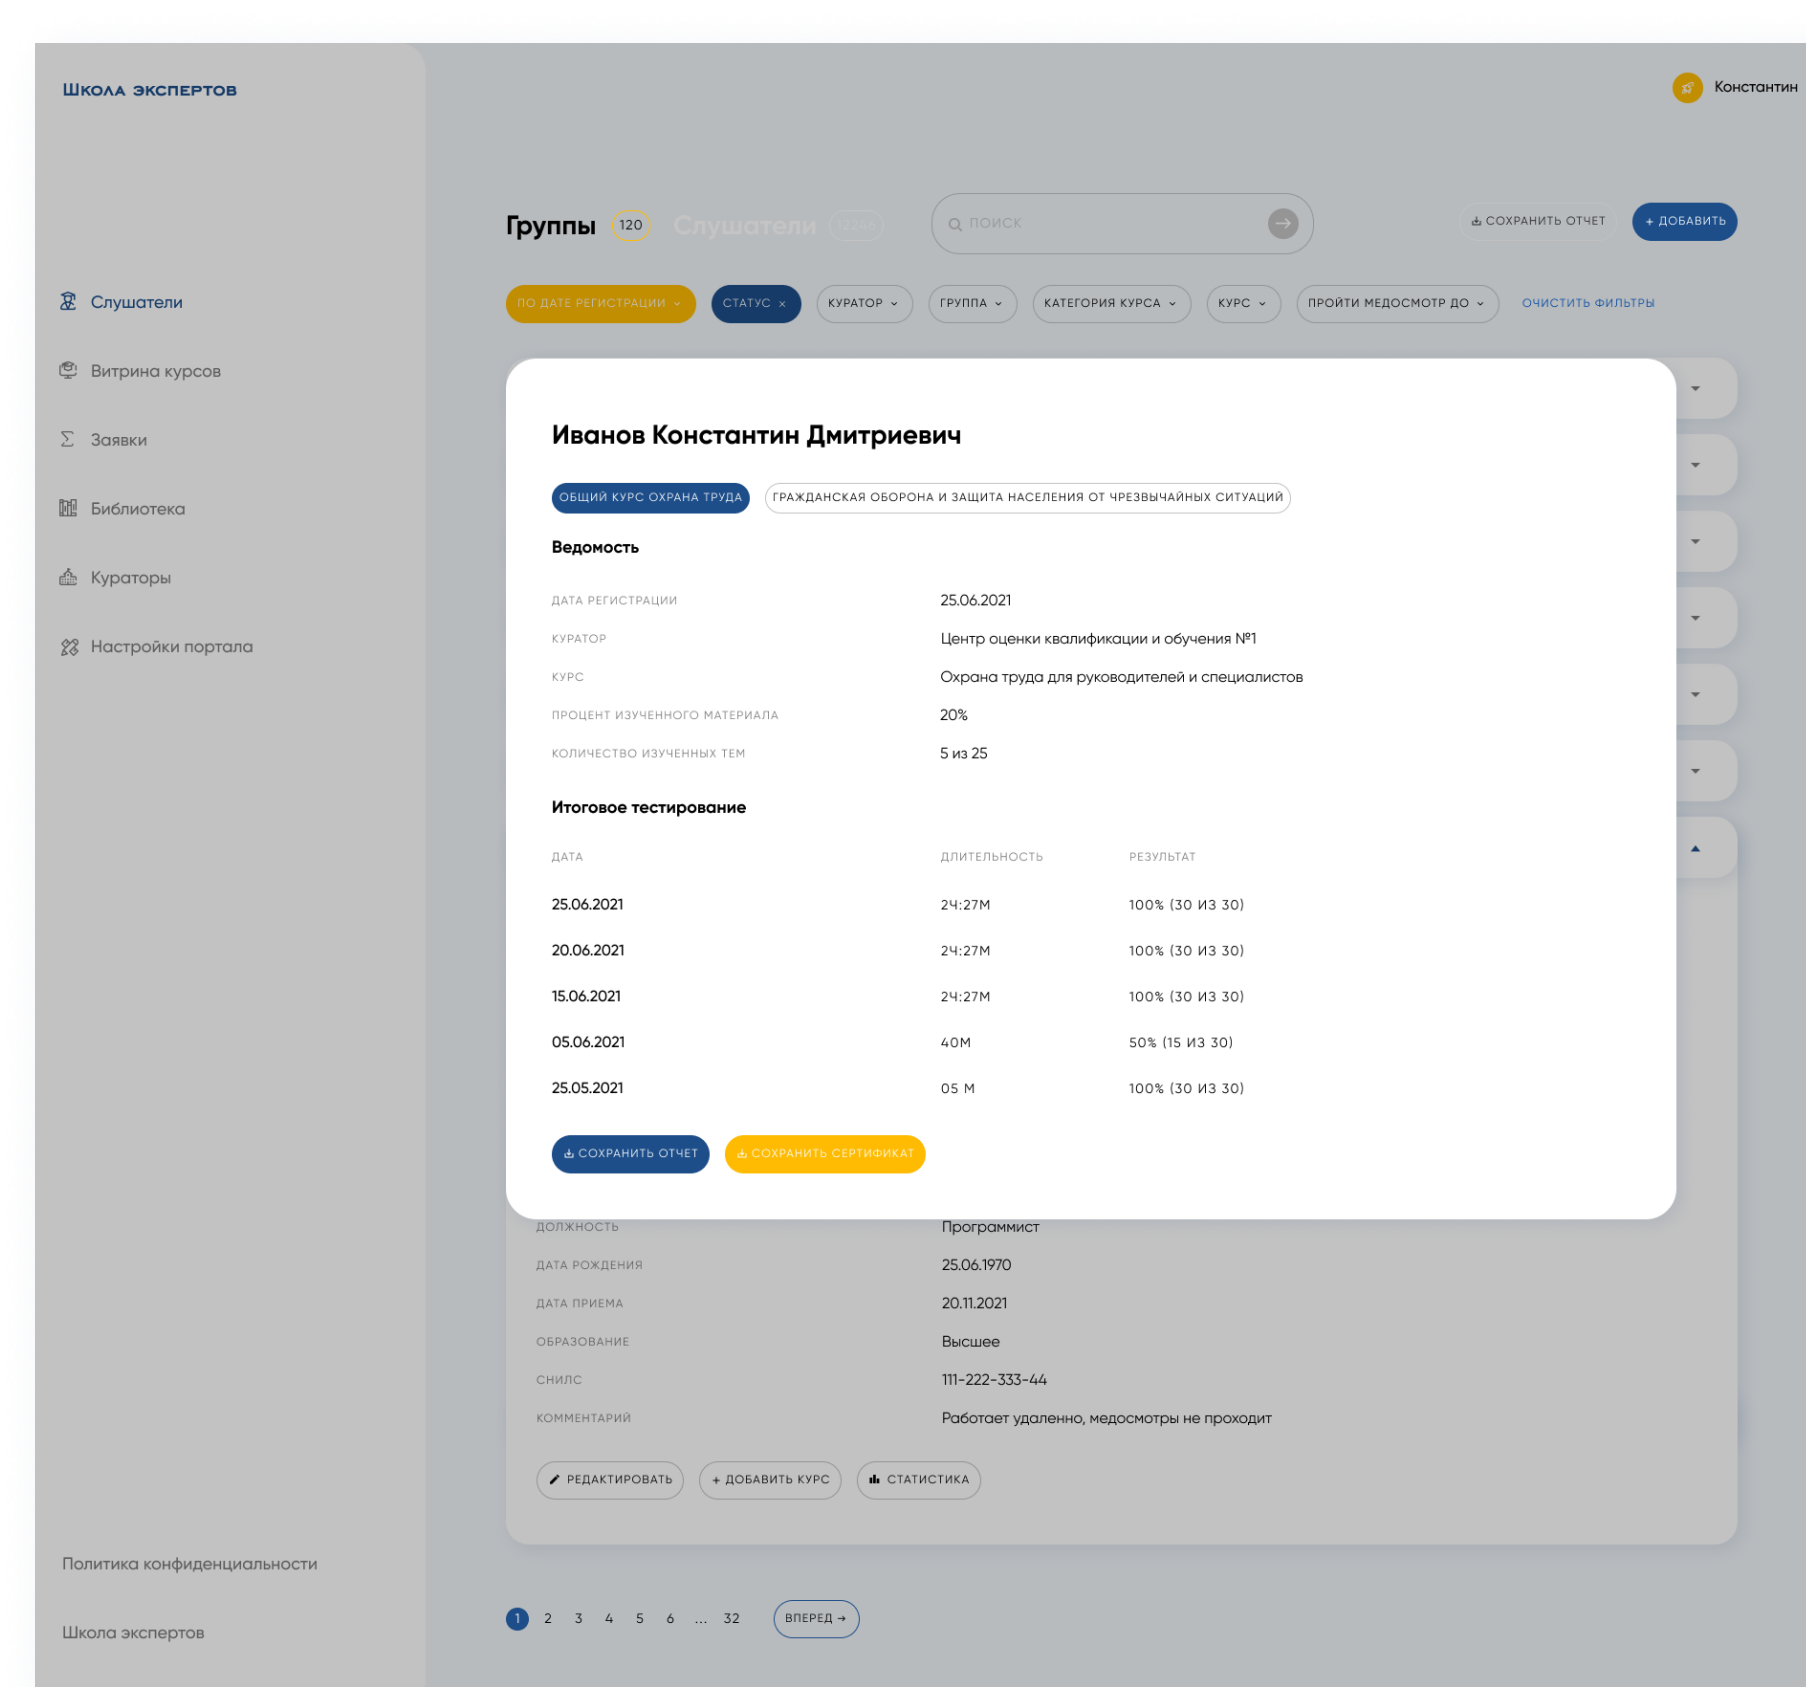 Школа экспертов
Константин
Группы 120 Слушатели 12246 ПОИСК СОХРАНИТЬ ОТЧЕТ + ДОБАВИТЬ
ПО ДАТЕ РЕГИСТРАЦИИ СТАТУС × КУРАТОР ГРУППА КАТЕГОРИЯ КУРСА КУРС ПРОЙТИ МЕДОСМОТР ДО ОЧИСТИТЬ ФИЛЬТРЫ
Слушатели
Витрина курсов
Заявки
Библиотека
Кураторы
Настройки портала
Иванов Константин Дмитриевич
ОБЩИЙ КУРС ОХРАНА ТРУДА ГРАЖДАНСКАЯ ОБОРОНА И ЗАЩИТА НАСЕЛЕНИЯ ОТ ЧРЕЗВЫЧАЙНЫХ СИТУАЦИЙ
Ведомость
ДАТА РЕГИСТРАЦИИ 25.06.2021
КУРАТОР Центр оценки квалификации и обучения №1
КУРС Охрана труда для руководителей и специалистов
ПРОЦЕНТ ИЗУЧЕННОГО МАТЕРИАЛА 20%
КОЛИЧЕСТВО ИЗУЧЕННЫХ ТЕМ 5 из 25
Итоговое тестирование
ДАТА ДЛИТЕЛЬНОСТЬ РЕЗУЛЬТАТ
25.06.2021 2Ч:27М 100% (30 ИЗ 30)
20.06.2021 2Ч:27М 100% (30 ИЗ 30)
15.06.2021 2Ч:27М 100% (30 ИЗ 30)
05.06.2021 40М 50% (15 ИЗ 30)
25.05.2021 05 М 100% (30 ИЗ 30)
СОХРАНИТЬ ОТЧЕТ СОХРАНИТЬ СЕРТИФИКАТ
ДОЛЖНОСТЬ Программист
ДАТА РОЖДЕНИЯ 25.06.1970
ДАТА ПРИЕМА 20.11.2021
ОБРАЗОВАНИЕ Высшее
СНИЛС 111-222-333-44
КОММЕНТАРИЙ Работает удаленно, медосмотры не проходит
РЕДАКТИРОВАТЬ + ДОБАВИТЬ КУРС СТАТИСТИКА
1 2 3 4 5 6 ... 32 ВПЕРЕД →
Политика конфиденциальности
Школа экспертов